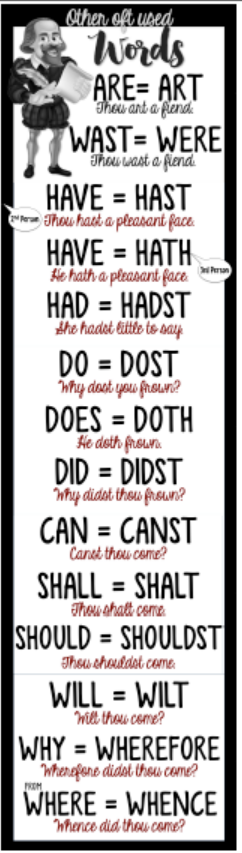 Other oft used
Words
ARE= ART
Thou art a fiend.
WAST= WERE
Thou wast a fiend.
HAVE = HAST
2nd Person
Thou hast a pleasant face.
HAVE = HATH
He hath a pleasant face.
3rd Person
HAD = HADST
She hadst little to say.
DO = DOST
Why dost you frown?
DOES = DOTH
He doth frown.
DID = DIDST
Why didst thou frown?
CAN = CANST
Canst thou come?
SHALL = SHALT
Thou shalt come.
SHOULD = SHOULDST
Thou shouldst come.
WILL = WILT
Wilt thou come?
WHY = WHEREFORE
Wherefore didst thou come?
FROM
WHERE = WHENCE
Whence did thou come?